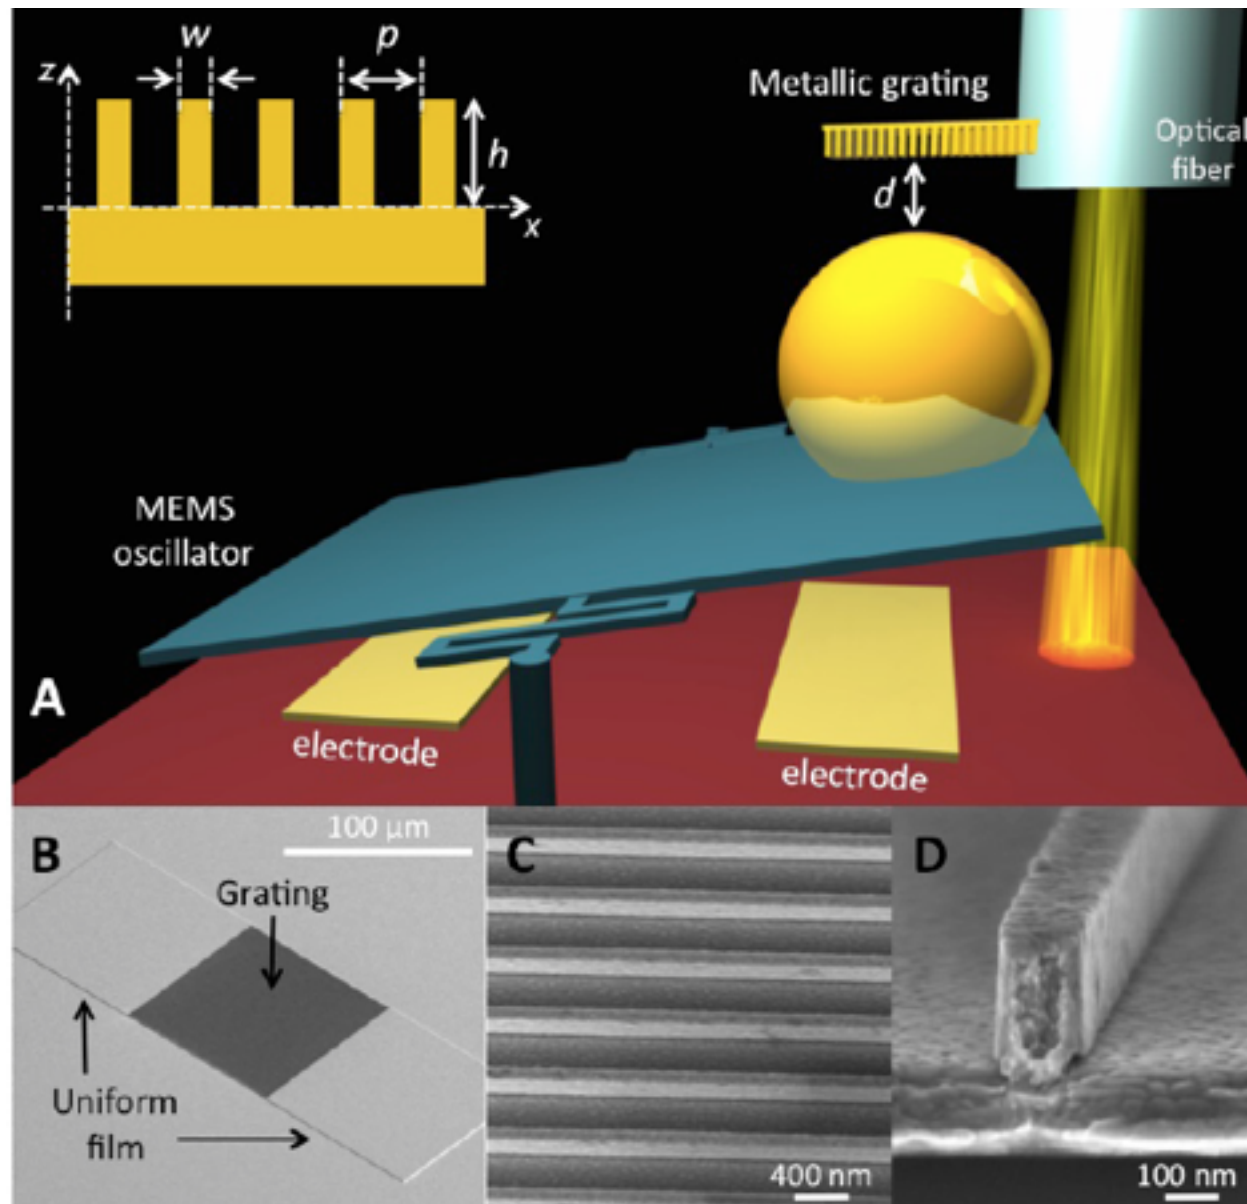 w
p
z
h
x
Metallic grating
Optical
fiber
d
MEMS
oscillator
A
electrode
electrode
B
100 µm
Grating
Uniform
film
C
400 nm
D
100 nm